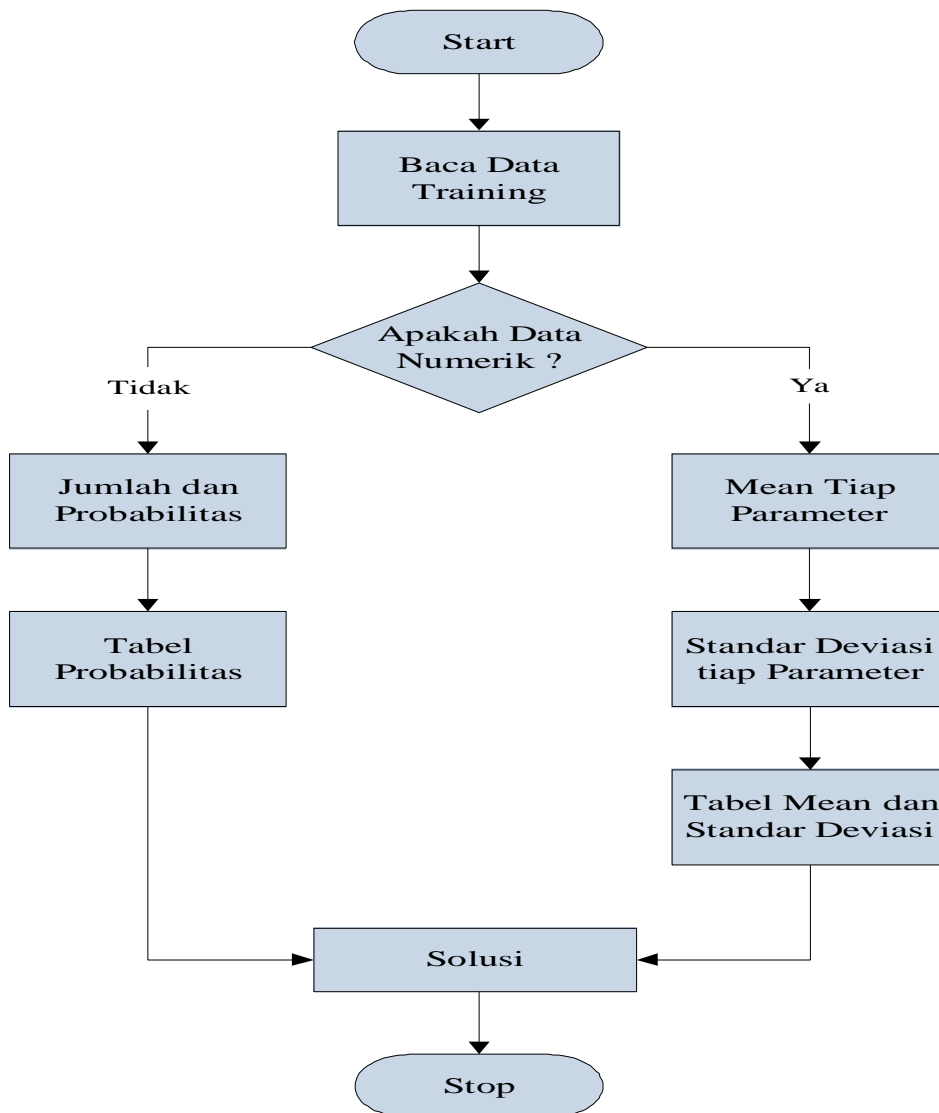 Start
Baca Data
Training
Apakah Data
Numerik ?
Tidak
Ya
Jumlah dan
Probabilitas
Mean Tiap
Parameter
Tabel
Probabilitas
Standar Deviasi
tiap Parameter
Tabel Mean dan
Standar Deviasi
Solusi
Stop